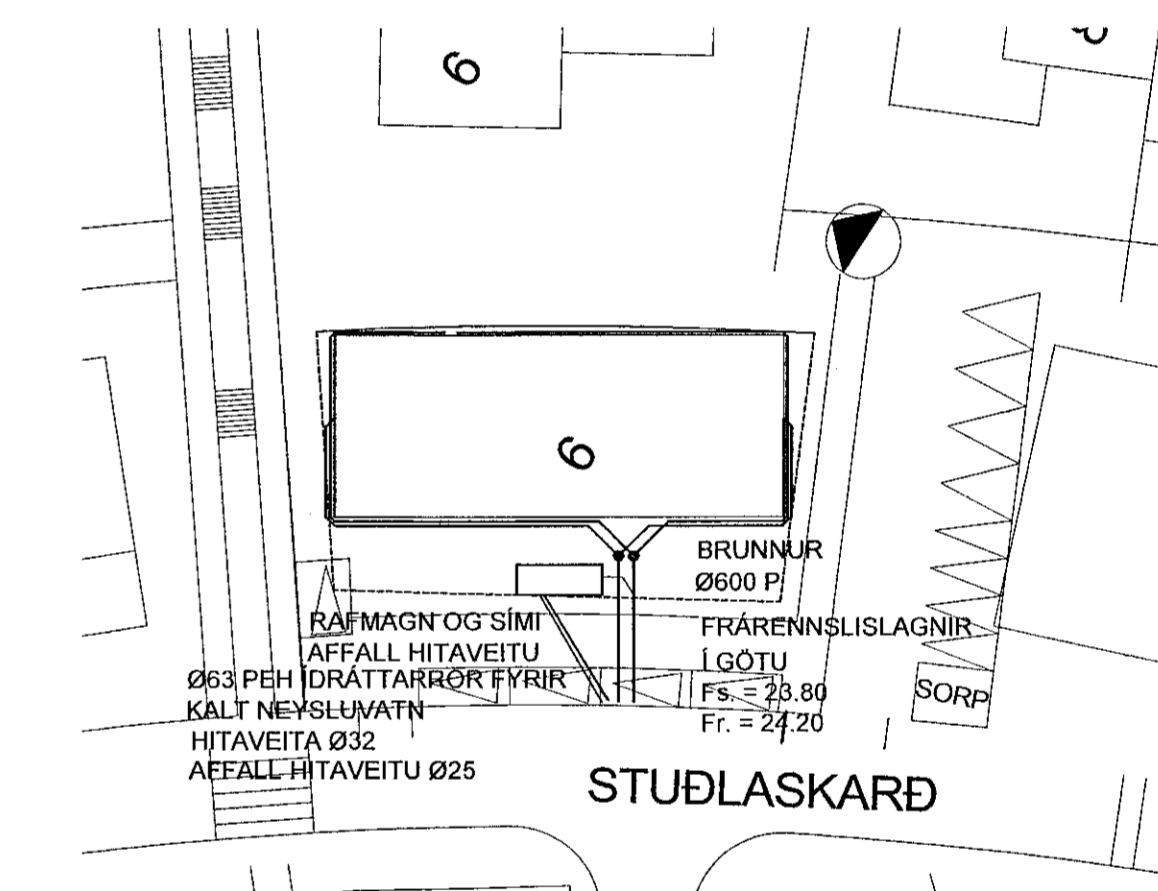 6
6
BRUNNUR
Ø600 P
RAFMAGN OG SÍMI
AFFALL HITAVEITU
Ø63 PEH ÍDRÁTTARRÖR FYRIR
KALT NEYSLUVATN
HITAVEITA Ø32
AFFALL HITAVEITU Ø25
FRÁRENNSLISLAGNIR
Í GÖTU
Fs. = 23.80
Fr. = 24.20
SORP
STUÐLASKARÐ